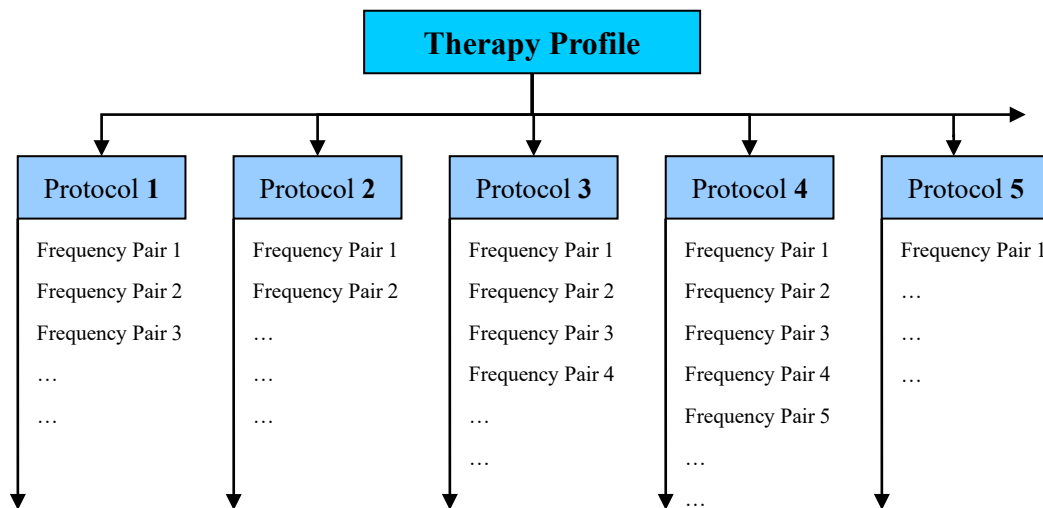 Therapy Profile
Protocol 1
Frequency Pair 1
Frequency Pair 2
Frequency Pair 3
…
…
Protocol 2
Frequency Pair 1
Frequency Pair 2
…
…
…
Protocol 3
Frequency Pair 1
Frequency Pair 2
Frequency Pair 3
Frequency Pair 4
…
…
Protocol 4
Frequency Pair 1
Frequency Pair 2
Frequency Pair 3
Frequency Pair 4
Frequency Pair 5
…
…
Protocol 5
Frequency Pair 1
…
…
…